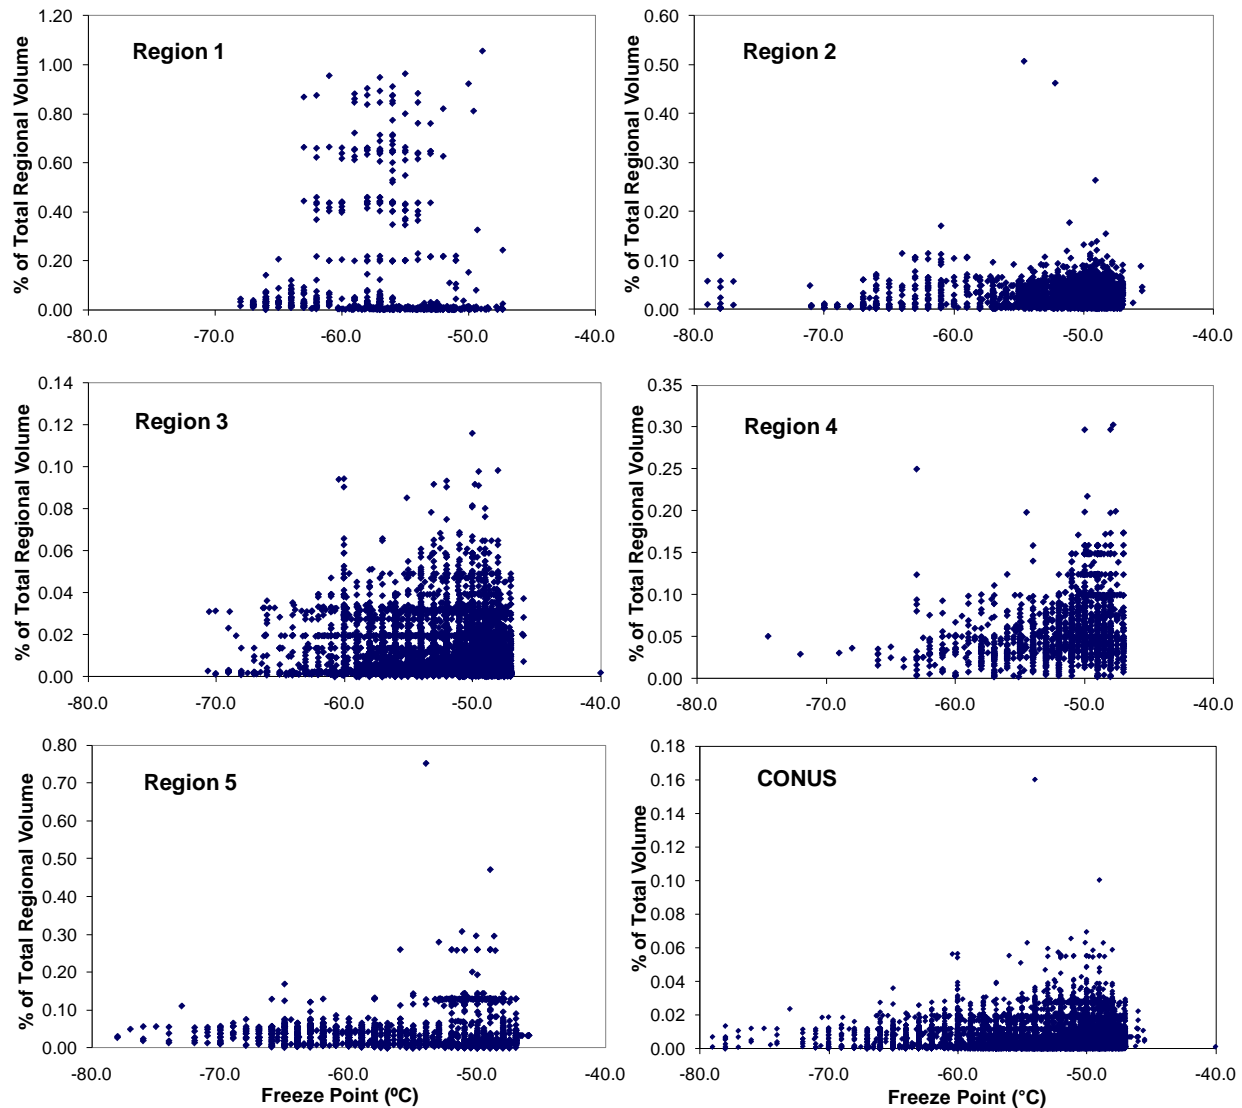 Region 1
% of Total Regional Volume
1.20
1.00
0.80
0.60
0.40
0.20
0.00
-80.0 -70.0 -60.0 -50.0 -40.0
Region 2
% of Total Regional Volume
0.60
0.50
0.40
0.30
0.20
0.10
0.00
-80.0 -70.0 -60.0 -50.0 -40.0
Region 3
% of Total Regional Volume
0.14
0.12
0.10
0.08
0.06
0.04
0.02
0.00
-80.0 -70.0 -60.0 -50.0 -40.0
Region 4
% of Total Regional Volume
0.35
0.30
0.25
0.20
0.15
0.10
0.05
0.00
-80.0 -70.0 -60.0 -50.0 -40.0
Region 5
% of Total Regional Volume
0.80
0.70
0.60
0.50
0.40
0.30
0.20
0.10
0.00
-80.0 -70.0 -60.0 -50.0 -40.0
Freeze Point (ºC)
CONUS
% of Total Volume
0.18
0.16
0.14
0.12
0.10
0.08
0.06
0.04
0.02
0.00
-80.0 -70.0 -60.0 -50.0 -40.0
Freeze Point (°C)